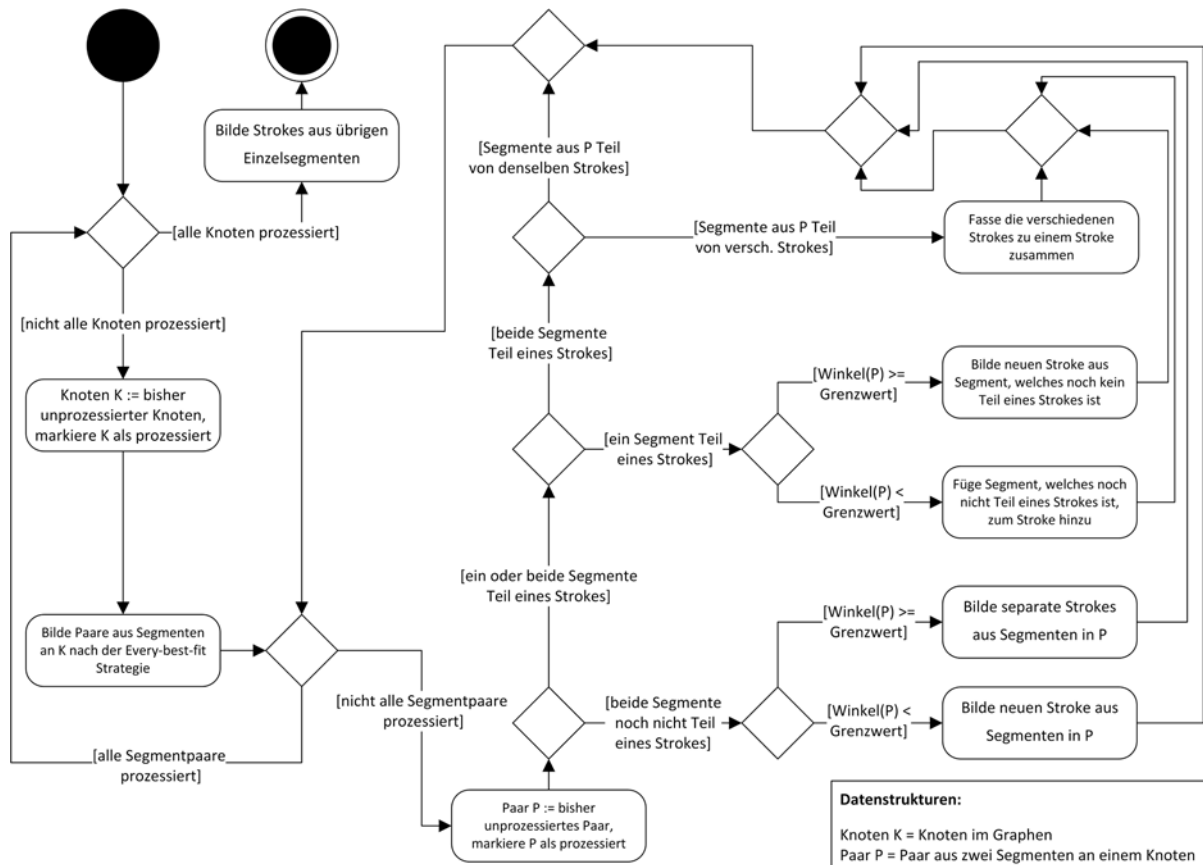 Bilde Strokes aus übrigen
Einzelsegmenten
[alle Knoten prozessiert]
[nicht alle Knoten prozessiert]
Knoten K := bisher
unprozessierter Knoten,
markiere K als prozessiert
Bilde Paare aus Segmenten
an K nach der Every-best-fit
Strategie
[alle Segmentpaare
prozessiert]
[nicht alle Segmentpaare
prozessiert]
Paar P := bisher
unprozessiertes Paar,
markiere P als prozessiert
[Segmente aus P Teil
von denselben Strokes]
[Segmente aus P Teil
von versch. Strokes]
Fasse die verschiedenen
Strokes zu einem Stroke
zusammen
[beide Segmente
Teil eines Strokes]
[ein Segment Teil
eines Strokes]
[Winkel(P) >=
Grenzwert]
Bilde neuen Stroke aus
Segment, welches noch kein
Teil eines Strokes ist
[Winkel(P) <
Grenzwert]
Füge Segment, welches noch
nicht Teil eines Strokes ist,
zum Stroke hinzu
[ein oder beide Segmente
Teil eines Strokes]
[beide Segmente
noch nicht Teil
eines Strokes]
[Winkel(P) >=
Grenzwert]
Bilde separate Strokes
aus Segmenten in P
[Winkel(P) <
Grenzwert]
Bilde neuen Stroke aus
Segmenten in P
Datenstrukturen:
Knoten K = Knoten im Graphen
Paar P = Paar aus zwei Segmenten an einem Knoten